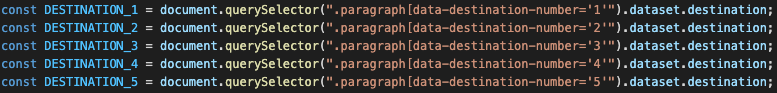 const DESTINATION_1 = document.querySelector(".paragraph[data-destination-number='1'").dataset.destination;
const DESTINATION_2 = document.querySelector(".paragraph[data-destination-number='2'").dataset.destination;
const DESTINATION_3 = document.querySelector(".paragraph[data-destination-number='3'").dataset.destination;
const DESTINATION_4 = document.querySelector(".paragraph[data-destination-number='4'").dataset.destination;
const DESTINATION_5 = document.querySelector(".paragraph[data-destination-number='5'").dataset.destination;